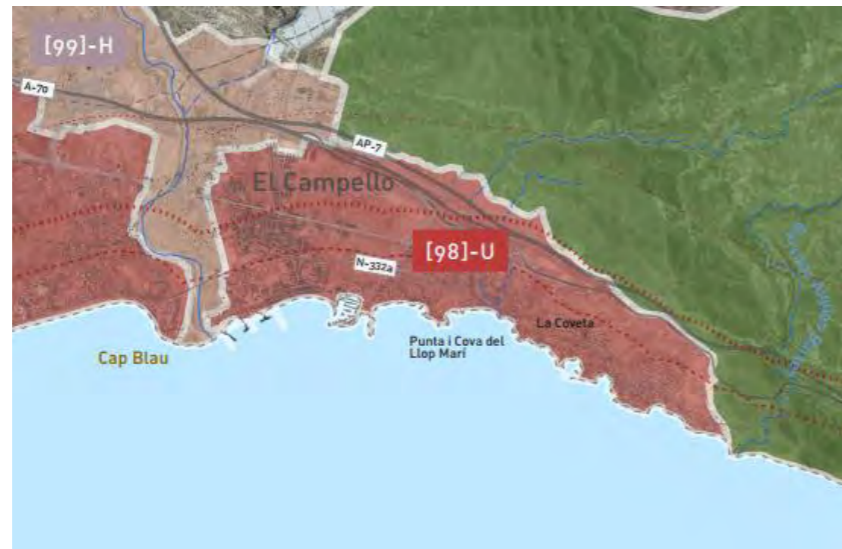 [99]-H
A-70
AP-7
El Campello
[98]-U
N-332a
La Coveta
Punta i Cova del
Llop Marí
Cap Blau